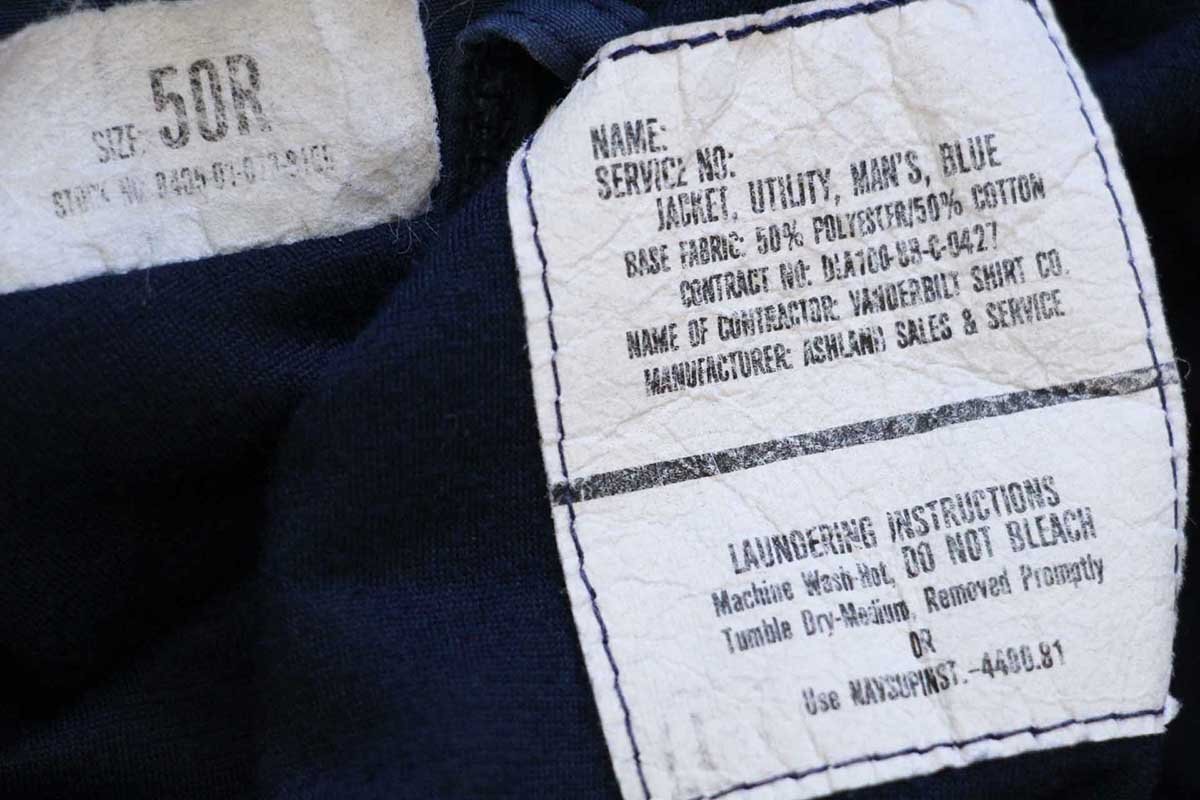 SIZE: 50R
STOCK NO.
NAME:
SERVICE NO:
JACKET, UTILITY, MAN'S, BLUE
BASE FABRIC: 50% POLYESTER/50% COTTON
CONTRACT NO: DLA100-88-C-0427
NAME OF CONTRACTOR: VANDERBILT SHIRT CO.
MANUFACTURER: ASHLAND SALES & SERVICE
LAUNDERING INSTRUCTIONS
Machine Wash-Hot, DO NOT BLEACH
Tumble Dry-Medium, Removed Promptly
OR
Use NAVSUPINST.-4400.81